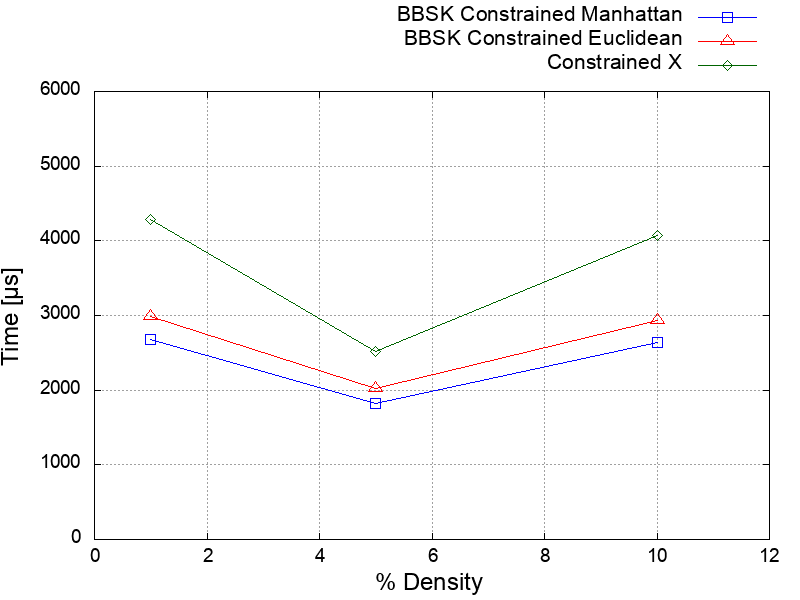 BBSK Constrained Manhattan
BBSK Constrained Euclidean
Constrained X
6000
5000
4000
3000
2000
1000
0
Time [µs]
0 2 4 6 8 10 12
% Density